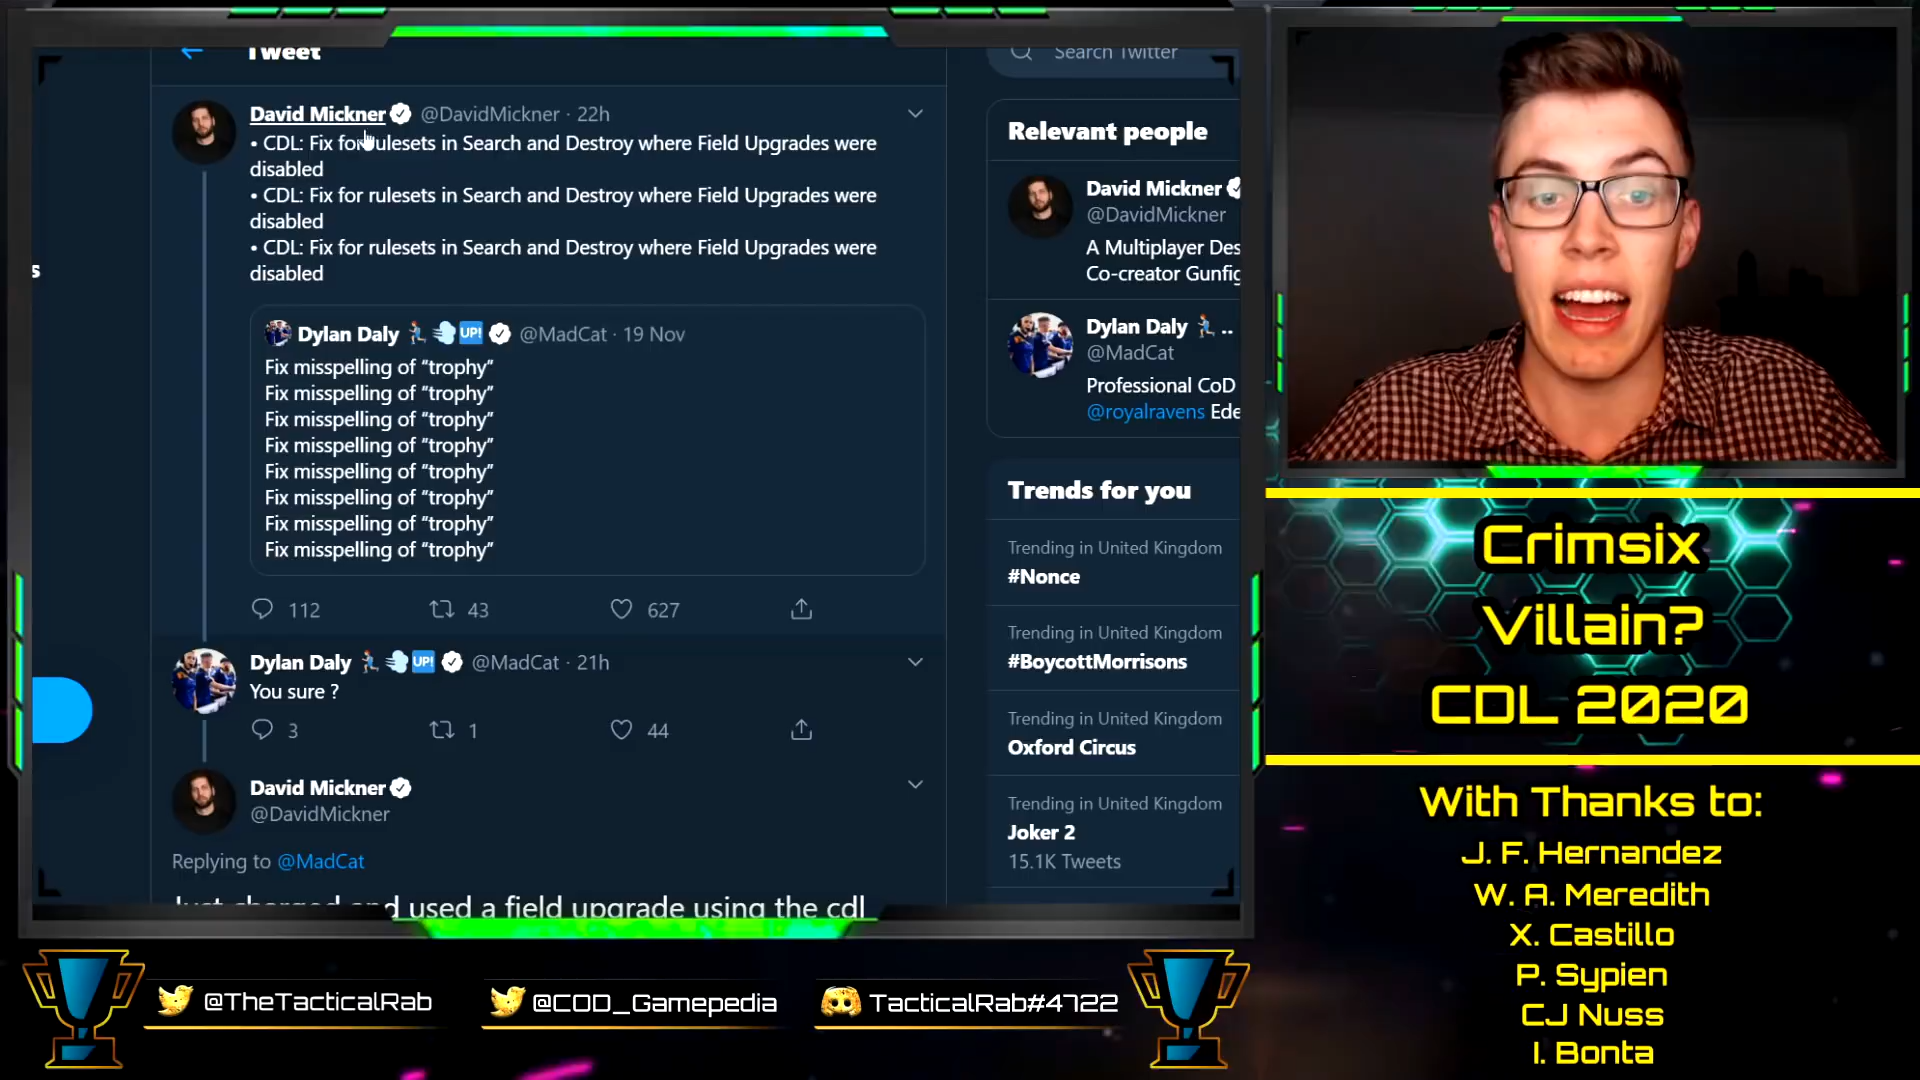 Tweet
Search Twitter
David Mickner @DavidMickner · 22h
• CDL: Fix for rulesets in Search and Destroy where Field Upgrades were
disabled
• CDL: Fix for rulesets in Search and Destroy where Field Upgrades were
disabled
• CDL: Fix for rulesets in Search and Destroy where Field Upgrades were
disabled
s
Dylan Daly UP! @MadCat · 19 Nov
Fix misspelling of “trophy”
Fix misspelling of “trophy”
Fix misspelling of “trophy”
Fix misspelling of “trophy”
Fix misspelling of “trophy”
Fix misspelling of “trophy”
Fix misspelling of “trophy”
Fix misspelling of “trophy”
112 43 627
Dylan Daly UP! @MadCat · 21h
You sure ?
3 1 44
David Mickner
@DavidMickner
Replying to @MadCat
Just charged and used a field upgrade using the cdl
Relevant people
David Mickner
@DavidMickner
A Multiplayer Des
Co-creator Gunfig
Dylan Daly ..
@MadCat
Professional CoD
@royalravens Ede
Trends for you
Trending in United Kingdom
#Nonce
Trending in United Kingdom
#BoycottMorrisons
Trending in United Kingdom
Oxford Circus
Trending in United Kingdom
Joker 2
15.1K Tweets
Crimsix
Villain?
CDL 2020
With Thanks to:
J. F. Hernandez
W. A. Meredith
X. Castillo
P. Sypien
CJ Nuss
I. Bonta
@TheTacticalRab
@COD_Gamepedia
TacticalRab#4722